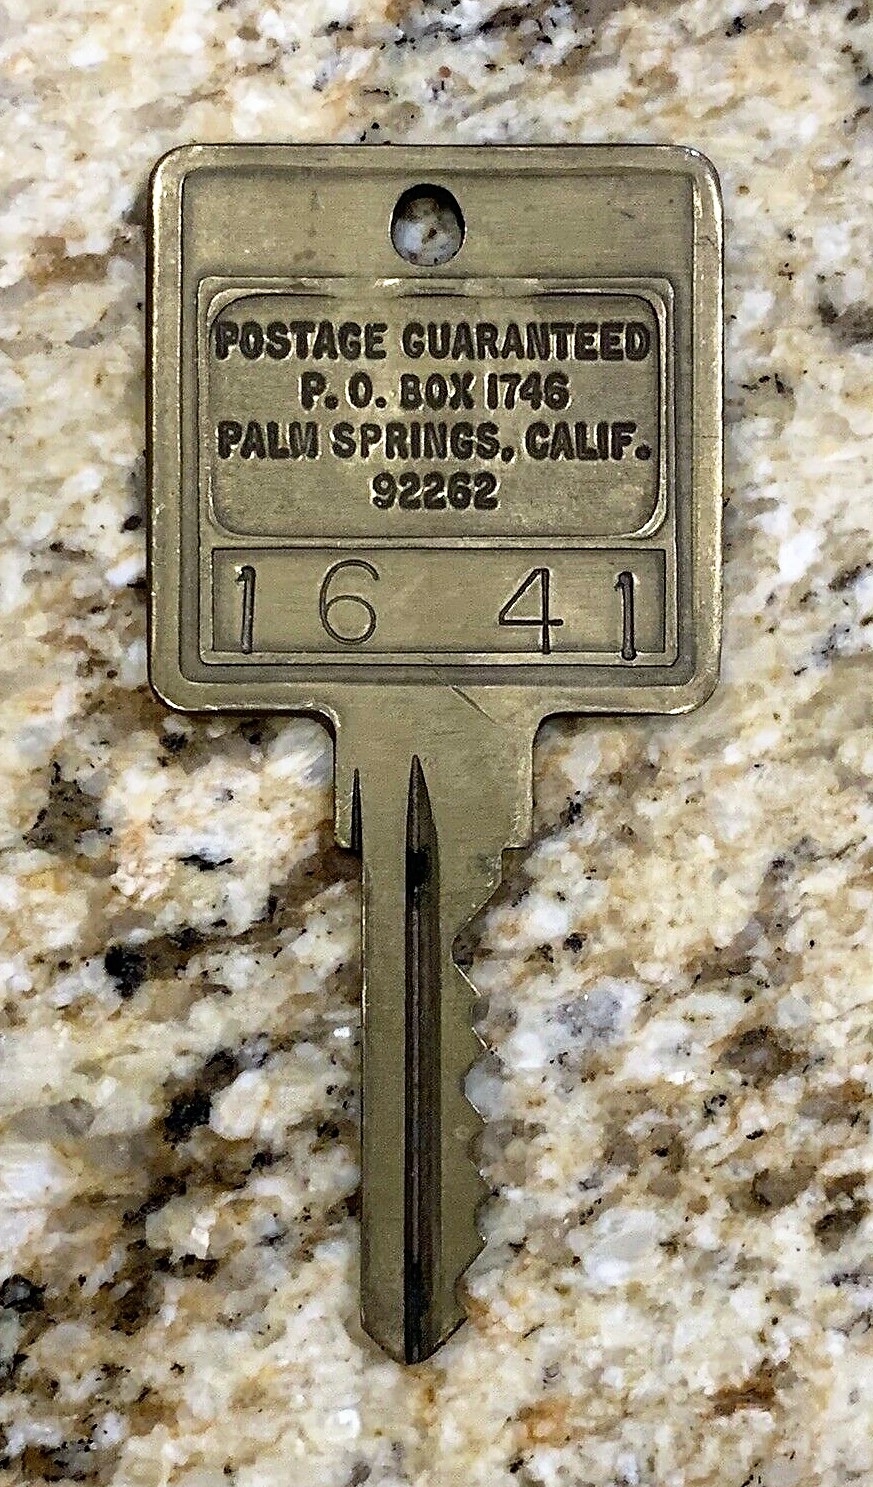 POSTAGE GUARANTEED
P. O. BOX 1746
PALM SPRINGS, CALIF.
92262
16 41